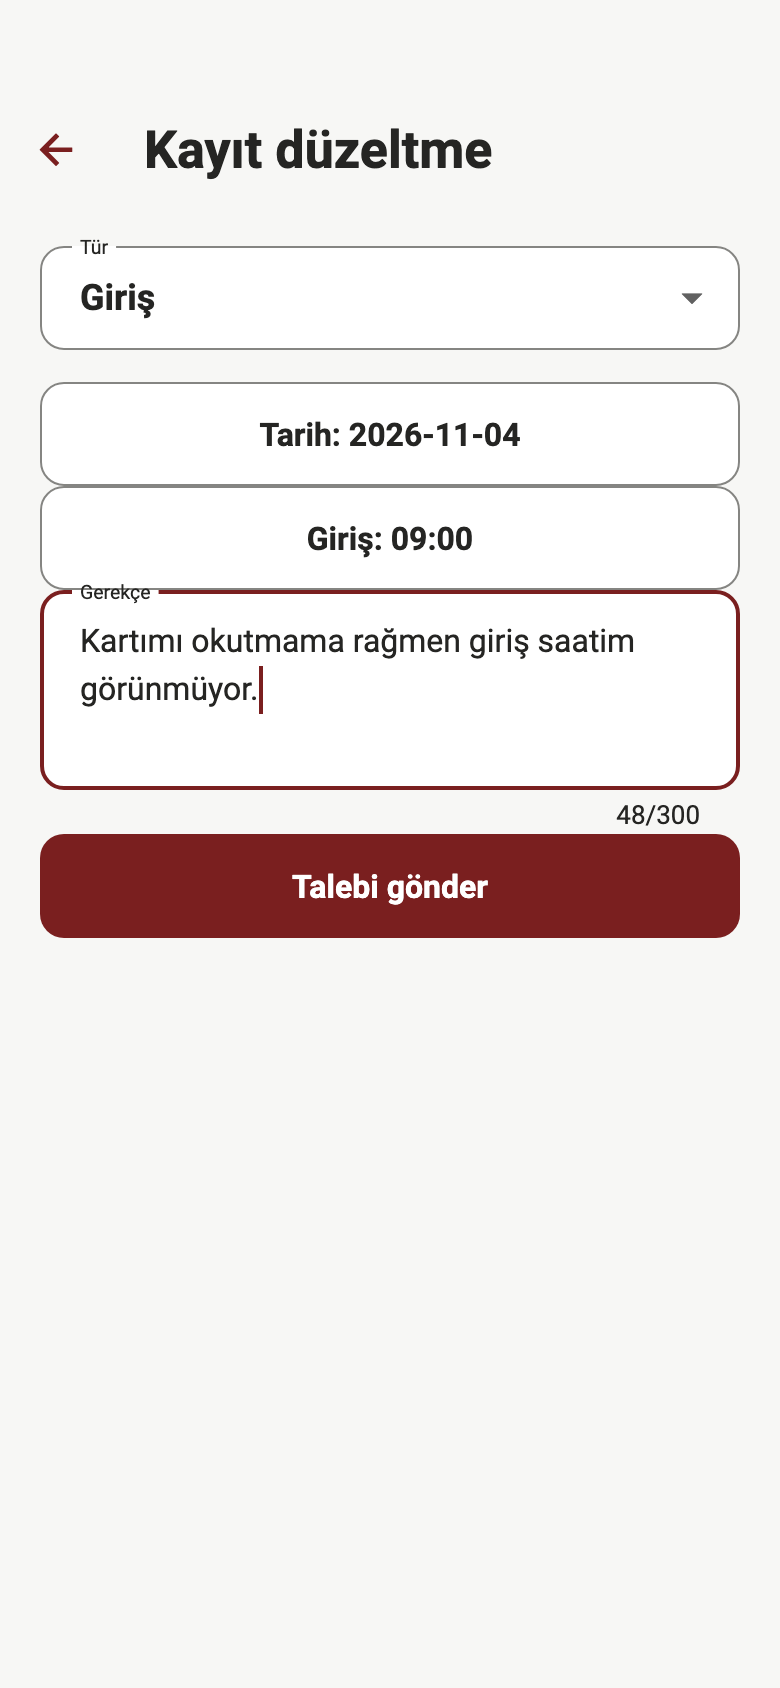 Kayıt düzeltme
Tür
Giriş
Tarih: 2026-11-04
Giriş: 09:00
Gerekçe
Kartımı okutmama rağmen giriş saatim
görünmüyor.
48/300
Talebi gönder